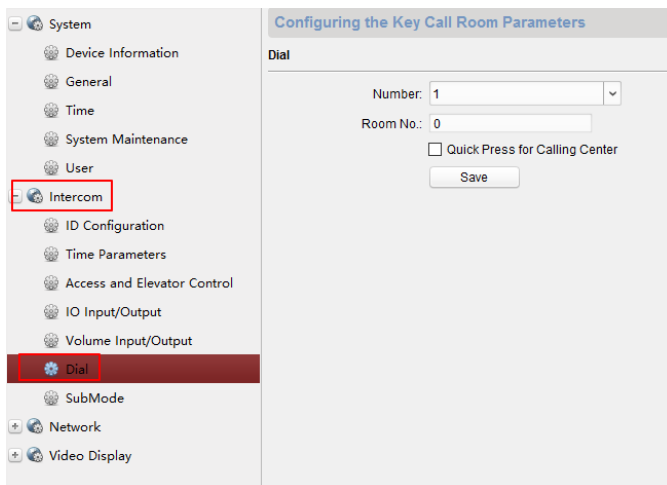 System
Device Information
General
Time
System Maintenance
User
Intercom
ID Configuration
Time Parameters
Access and Elevator Control
IO Input/Output
Volume Input/Output
Dial
SubMode
Network
Video Display
Configuring the Key Call Room Parameters
Dial
Number: 1
Room No.: 0
Quick Press for Calling Center
Save